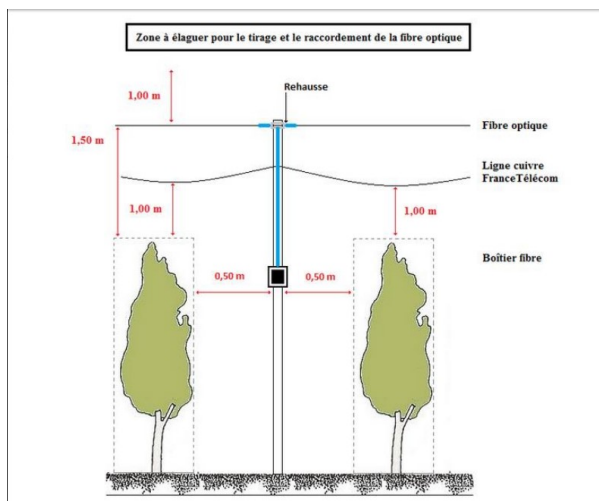 Zone à élaguer pour le tirage et le raccordement de la fibre optique
Rehausse
1,00 m
Fibre optique
1,50 m
Ligne cuivre
FranceTélécom
1,00 m
1,00 m
Boîtier fibre
0,50 m
0,50 m